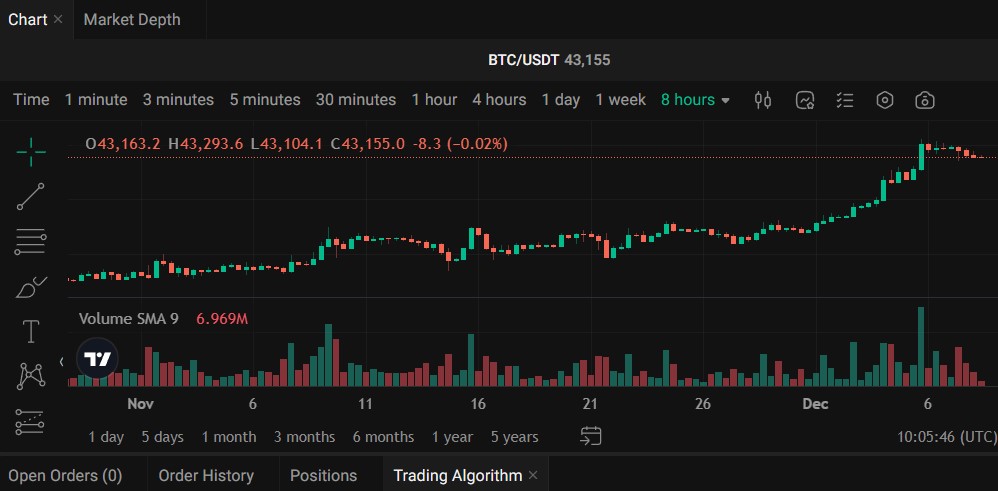 Chart × Market Depth
BTC/USDT 43,155
Time 1 minute 3 minutes 5 minutes 30 minutes 1 hour 4 hours 1 day 1 week 8 hours
O43,163.2 H43,293.6 L43,104.1 C43,155.0 -8.3 (−0.02%)
T
Volume SMA 9 6.969M
Nov 6 11 16 21 26 Dec 6
1 day 5 days 1 month 3 months 6 months 1 year 5 years 10:05:46 (UTC)
Open Orders (0) Order History Positions Trading Algorithm ×